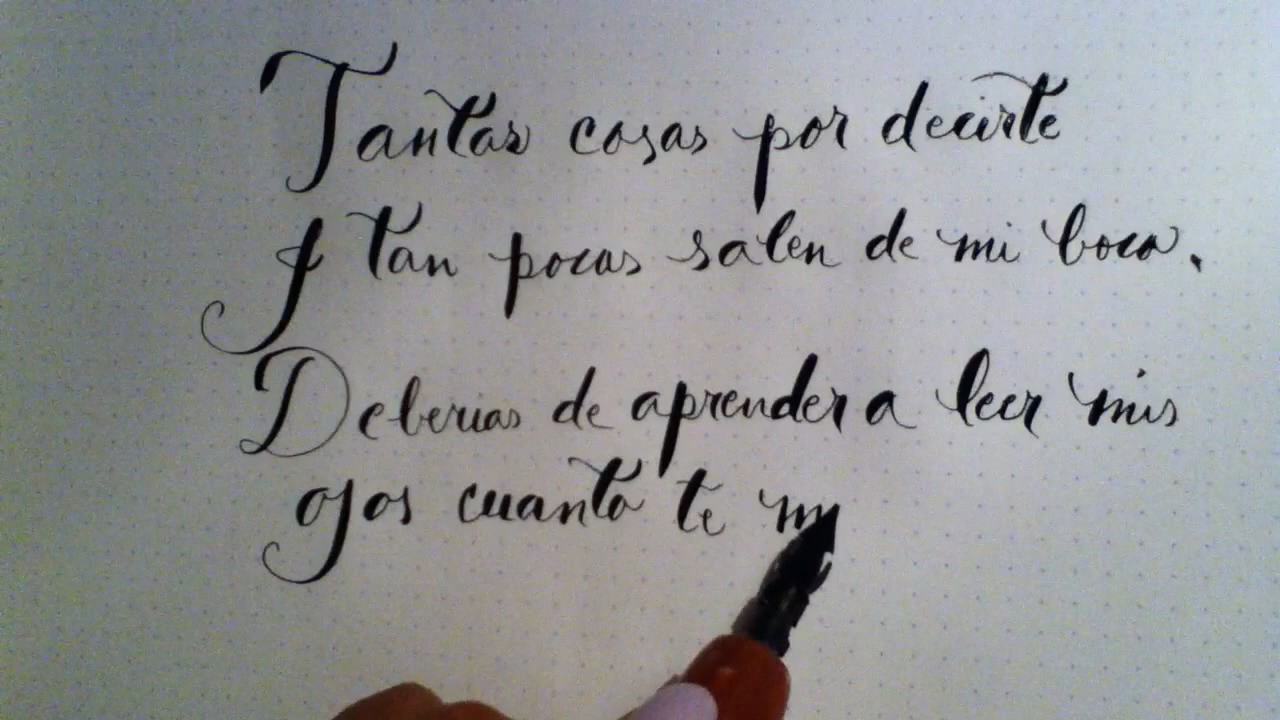 Tantas cosas por decirte
y tan pocas salen de mi boca.
Deberias de aprender a leer mis
ojos cuanto te